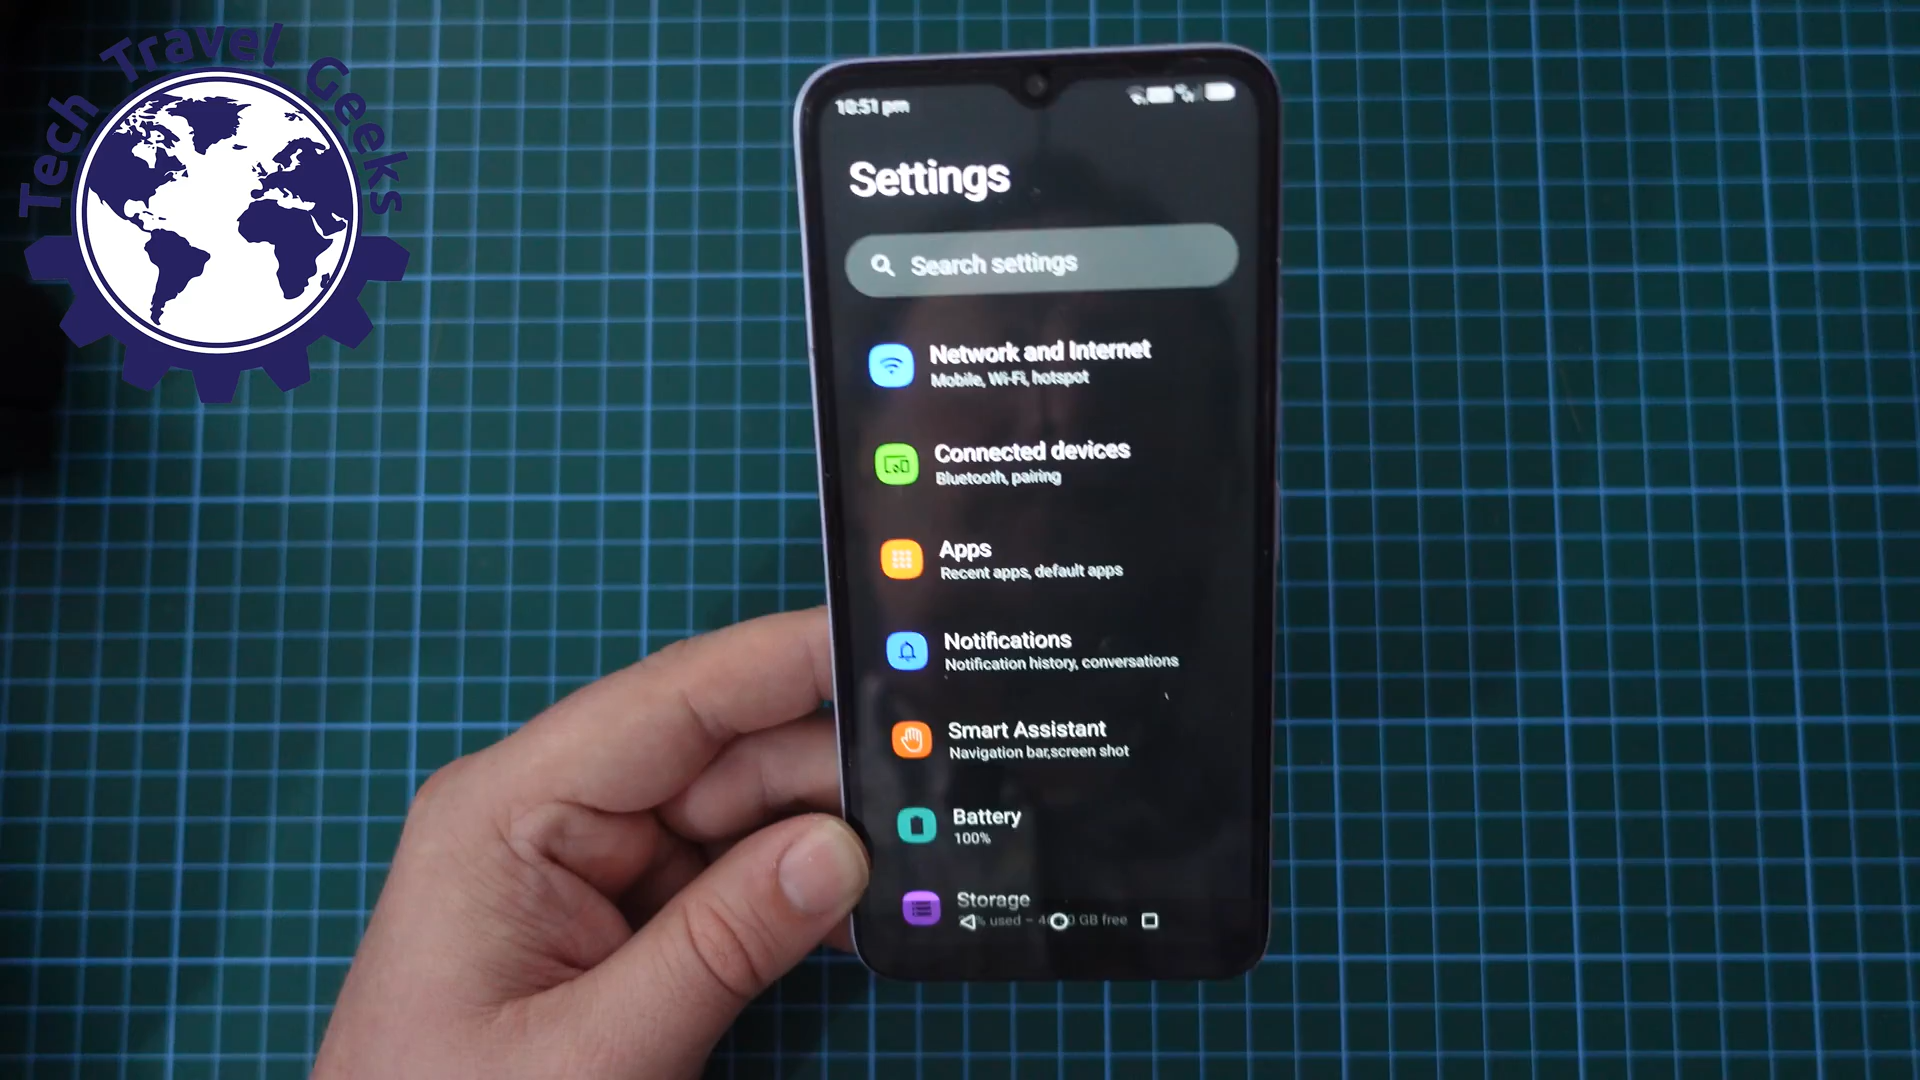 Tech Travel Geeks
10:51 pm
Settings
Search settings
Network and Internet
Mobile, Wi-Fi, hotspot
Connected devices
Bluetooth, pairing
Apps
Recent apps, default apps
Notifications
Notification history, conversations
Smart Assistant
Navigation bar,screen shot
Battery
100%
Storage
used – GB free